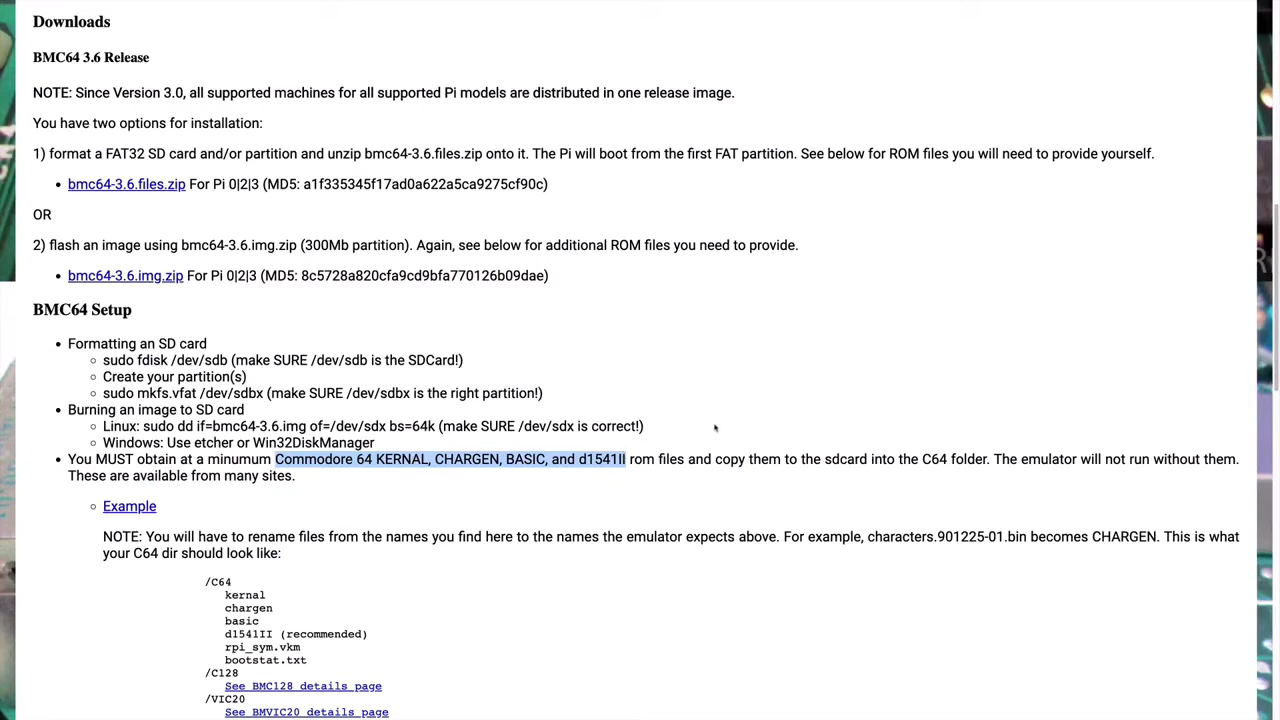 Downloads
BMC64 3.6 Release
NOTE: Since Version 3.0, all supported machines for all supported Pi models are distributed in one release image.
You have two options for installation:
1) format a FAT32 SD card and/or partition and unzip bmc64-3.6.files.zip onto it. The Pi will boot from the first FAT partition. See below for ROM files you will need to provide yourself.
• bmc64-3.6.files.zip For Pi 0|2|3 (MD5: a1f335345f17ad0a622a5ca9275cf90c)
OR
2) flash an image using bmc64-3.6.img.zip (300Mb partition). Again, see below for additional ROM files you need to provide.
• bmc64-3.6.img.zip For Pi 0|2|3 (MD5: 8c5728a820cfa9cd9bfa770126b09dae)
BMC64 Setup
• Formatting an SD card
○ sudo fdisk /dev/sdb (make SURE /dev/sdb is the SDCard!)
○ Create your partition(s)
○ sudo mkfs.vfat /dev/sdbx (make SURE /dev/sdbx is the right partition!)
• Burning an image to SD card
○ Linux: sudo dd if=bmc64-3.6.img of=/dev/sdx bs=64k (make SURE /dev/sdx is correct!)
○ Windows: Use etcher or Win32DiskManager
• You MUST obtain at a minumum Commodore 64 KERNAL, CHARGEN, BASIC, and d1541II rom files and copy them to the sdcard into the C64 folder. The emulator will not run without them.
These are available from many sites.
○ Example
NOTE: You will have to rename files from the names you find here to the names the emulator expects above. For example, characters.901225-01.bin becomes CHARGEN. This is what
your C64 dir should look like:
/C64
kernal
chargen
basic
d1541II (recommended)
rpi_sym.vkm
bootstat.txt
/C128
See BMC128 details page
/VIC20
See BMVIC20 details page